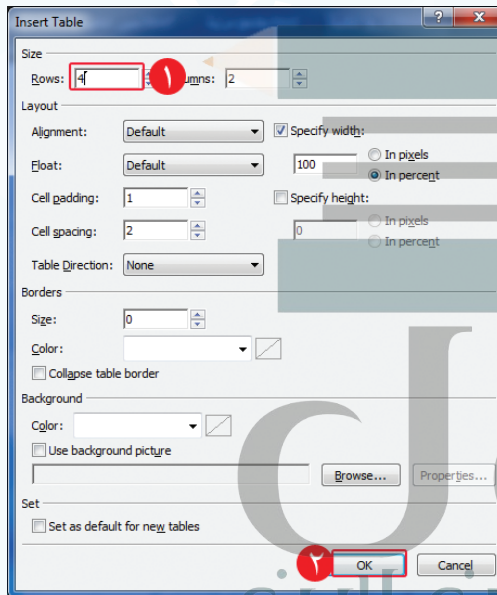 Insert Table
Size
Rows: 4 ۱ umns: 2
Layout
Alignment: Default Specify width:
Float: Default 100 In pixels
In percent
Cell padding: 1 Specify height:
Cell spacing: 2 0 In pixels
In percent
Table Direction: None
Borders
Size: 0
Color:
Collapse table border
Background
Color:
Use background picture
Browse... Properties...
Set
Set as default for new tables
۲ OK Cancel